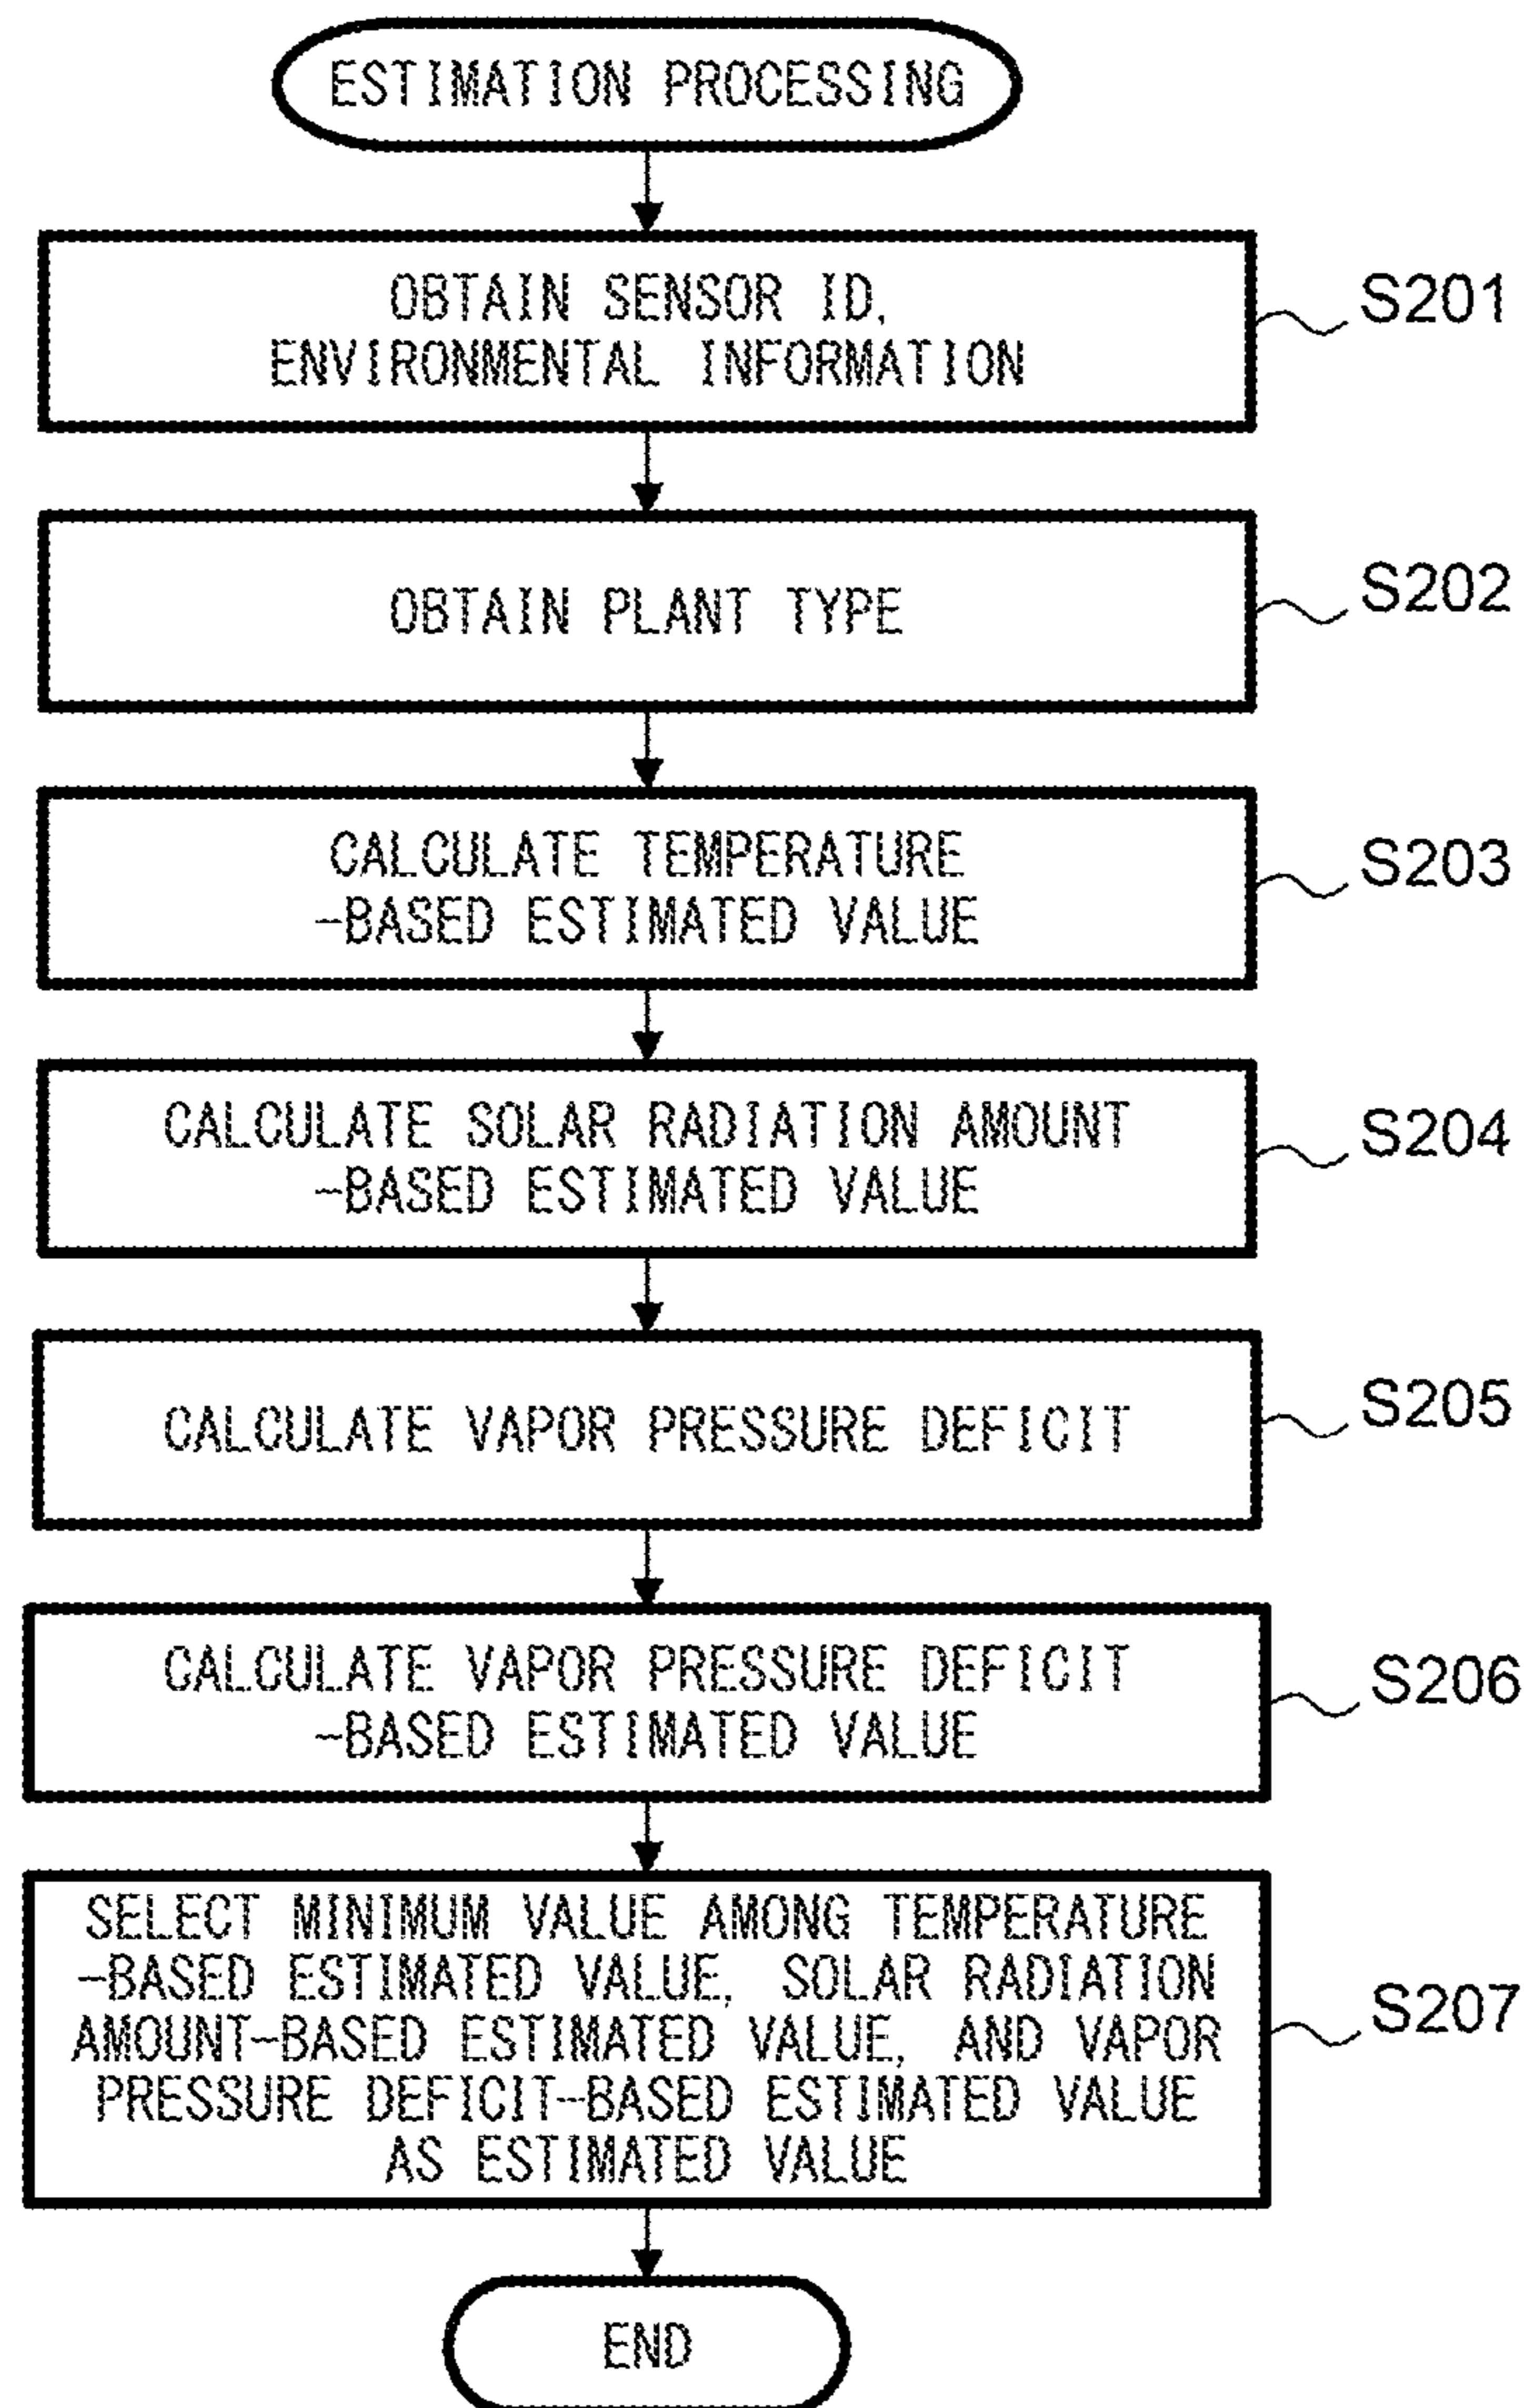 ESTIMATION PROCESSING
OBTAIN SENSOR ID,
ENVIRONMENTAL INFORMATION
S201
OBTAIN PLANT TYPE
S202
CALCULATE TEMPERATURE
-BASED ESTIMATED VALUE
S203
CALCULATE SOLAR RADIATION AMOUNT
-BASED ESTIMATED VALUE
S204
CALCULATE VAPOR PRESSURE DEFICIT
S205
CALCULATE VAPOR PRESSURE DEFICIT
-BASED ESTIMATED VALUE
S206
SELECT MINIMUM VALUE AMONG TEMPERATURE
-BASED ESTIMATED VALUE, SOLAR RADIATION
AMOUNT-BASED ESTIMATED VALUE, AND VAPOR
PRESSURE DEFICIT-BASED ESTIMATED VALUE
AS ESTIMATED VALUE
S207
END